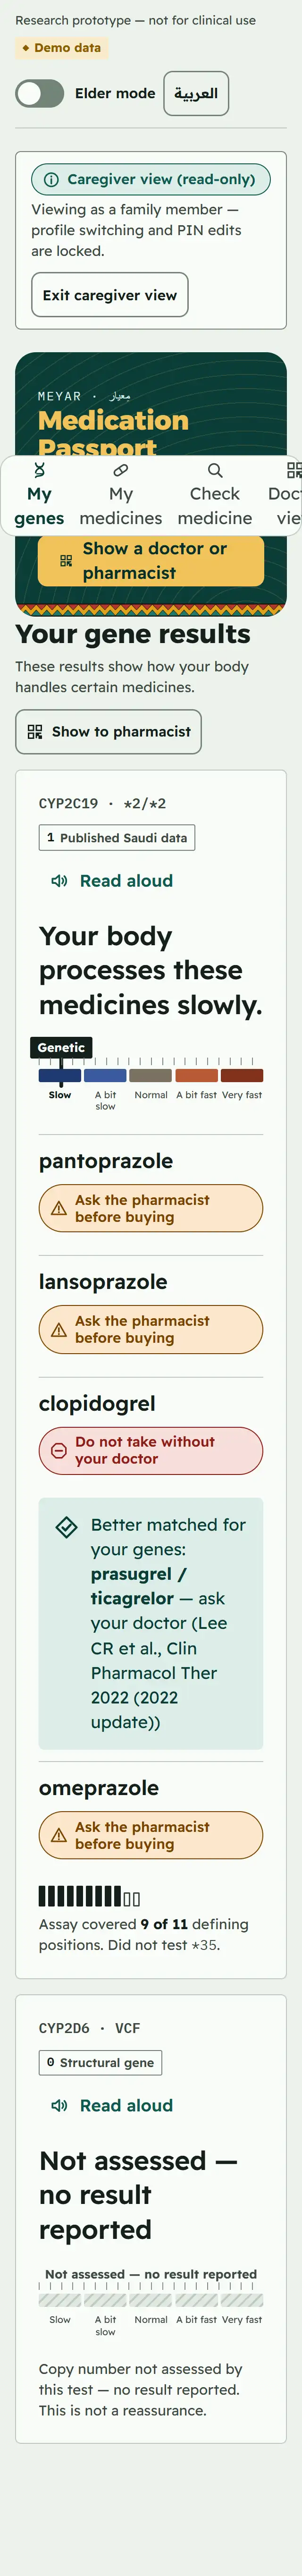 Research prototype — not for clinical use
Demo data
Elder mode
العربية
Caregiver view (read-only)
Viewing as a family member —
profile switching and PIN edits
are locked.
Exit caregiver view
MEYAR · مِعيار
Medication
Passport
My
genes
My
medicines
Check
medicine
Show a doctor or
pharmacist
Your gene results
These results show how your body
handles certain medicines.
Show to pharmacist
CYP2C19 · *2/*2
1 Published Saudi data
Read aloud
Your body
processes these
medicines slowly.
Genetic
Slow
A bit
slow
Normal
A bit fast
Very fast
pantoprazole
Ask the pharmacist
before buying
lansoprazole
Ask the pharmacist
before buying
clopidogrel
Do not take without
your doctor
Better matched for
your genes:
prasugrel /
ticagrelor — ask
your doctor (Lee
CR et al., Clin
Pharmacol Ther
2022 (2022
update))
omeprazole
Ask the pharmacist
before buying
Assay covered 9 of 11 defining
positions. Did not test *35.
CYP2D6 · VCF
0 Structural gene
Read aloud
Not assessed —
no result
reported
Not assessed — no result reported
Slow
A bit
slow
Normal
A bit fast
Very fast
Copy number not assessed by
this test — no result reported.
This is not a reassurance.